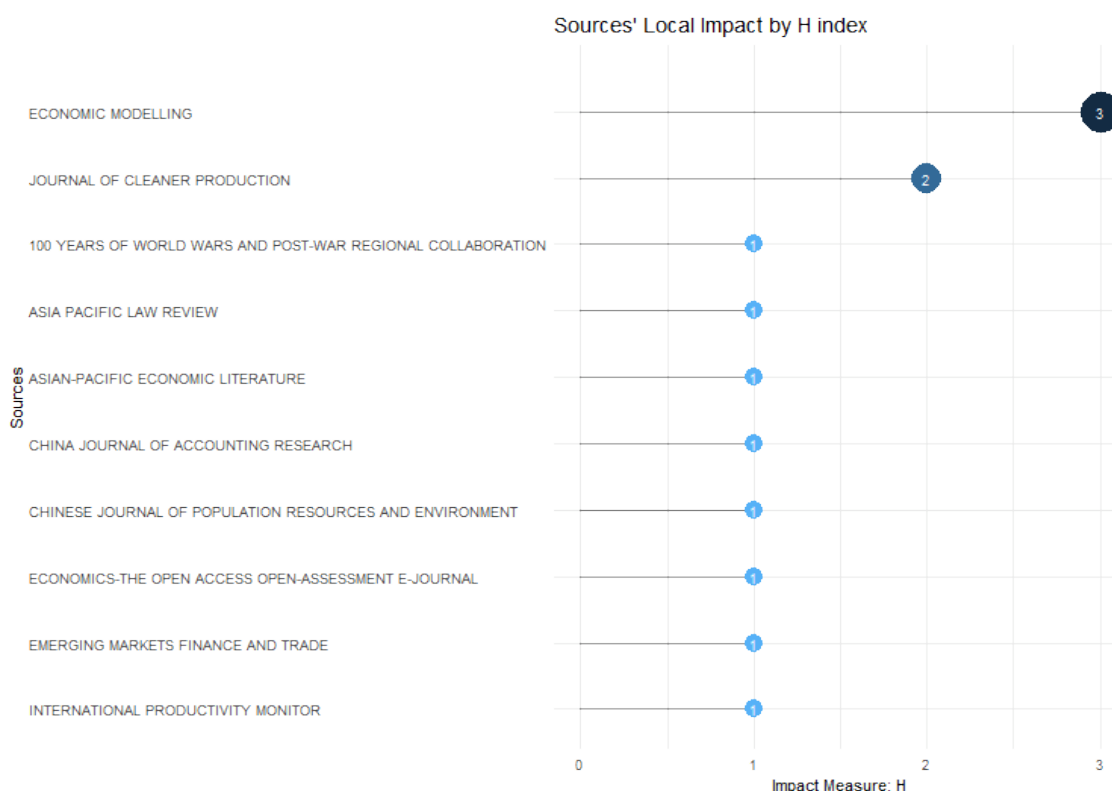 Sources' Local Impact by H index
ECONOMIC MODELLING
3
JOURNAL OF CLEANER PRODUCTION
2
100 YEARS OF WORLD WARS AND POST-WAR REGIONAL COLLABORATION
1
ASIA PACIFIC LAW REVIEW
1
ASIAN-PACIFIC ECONOMIC LITERATURE
1
Sources
CHINA JOURNAL OF ACCOUNTING RESEARCH
1
CHINESE JOURNAL OF POPULATION RESOURCES AND ENVIRONMENT
1
ECONOMICS-THE OPEN ACCESS OPEN-ASSESSMENT E-JOURNAL
1
EMERGING MARKETS FINANCE AND TRADE
1
INTERNATIONAL PRODUCTIVITY MONITOR
1
0 1 2 3
Impact Measure: H